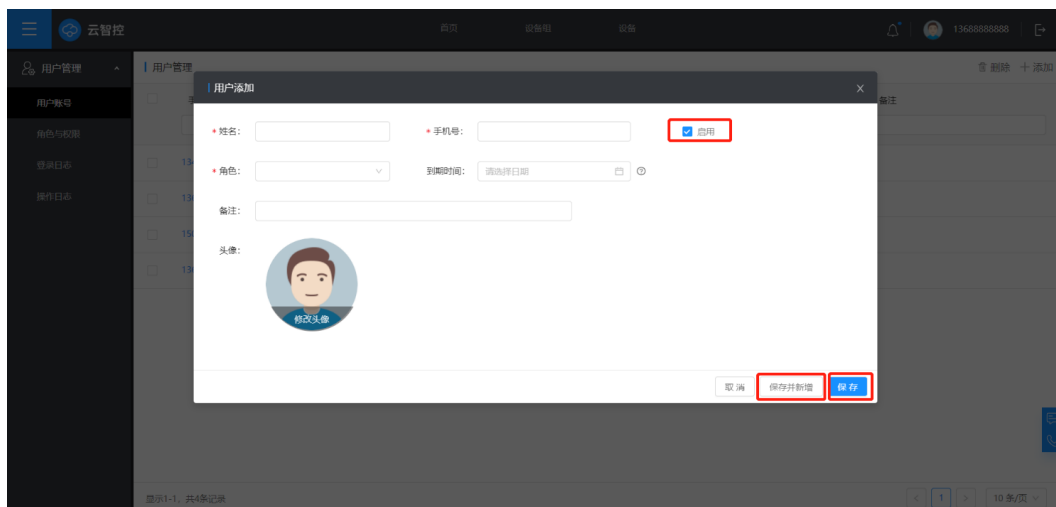 云智控
首页 设备组 设备
13688888888
用户管理
用户账号
角色与权限
登录日志
操作日志
用户管理
删除 添加
备注
用户添加
* 姓名:
* 手机号:
启用
* 角色:
到期时间: 请选择日期
备注:
头像:
修改头像
取消 保存并新增 保存
134
136
150
138
显示1-1，共4条记录
1
10 条/页